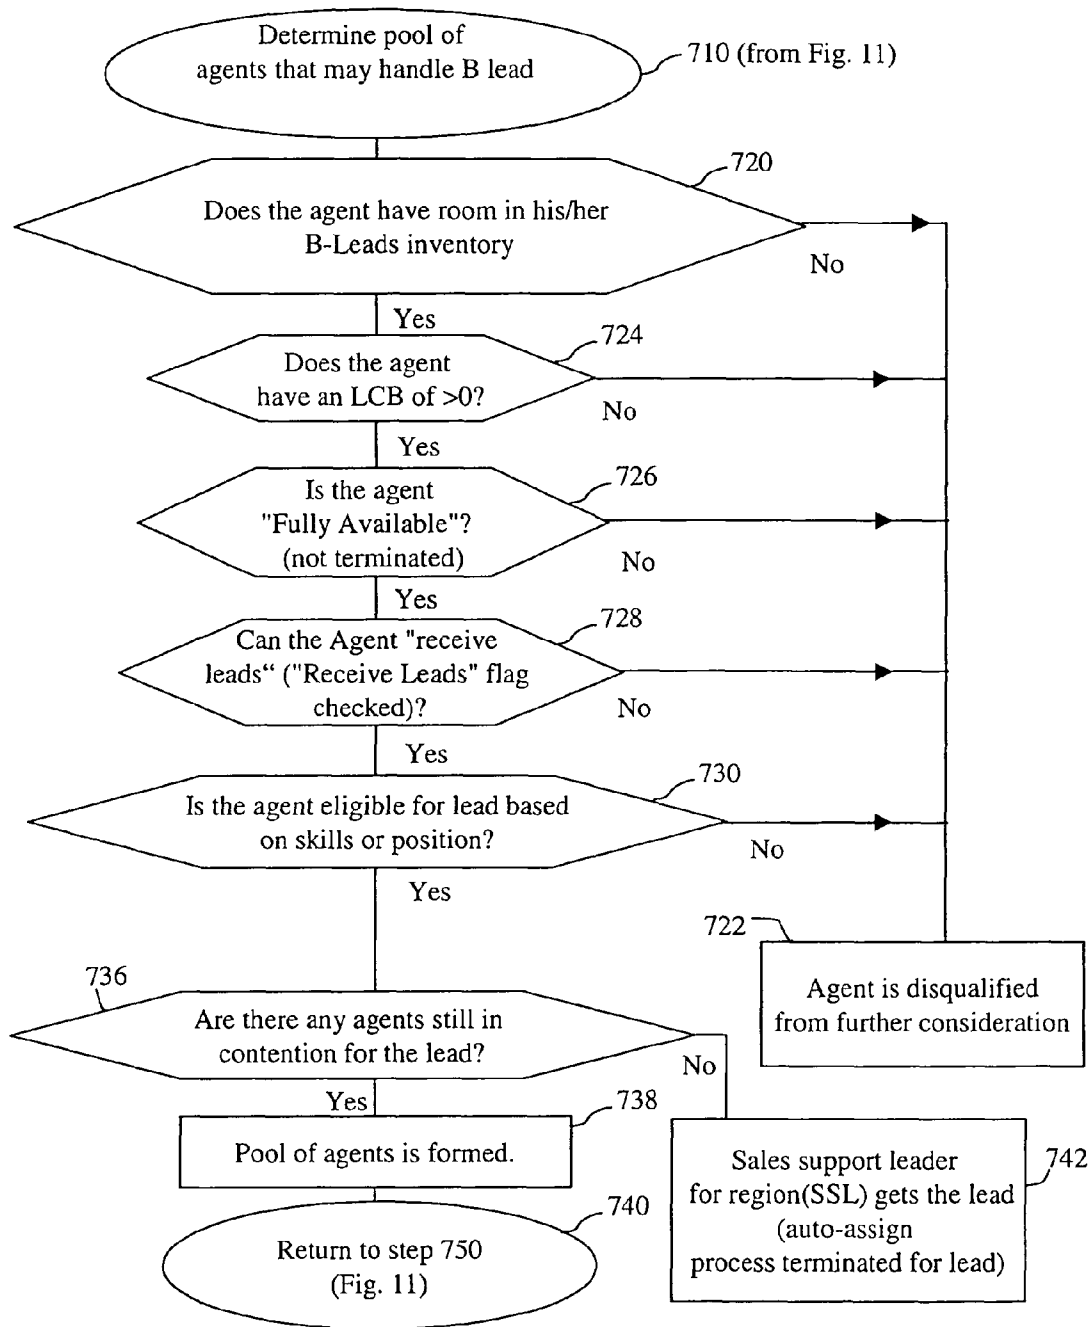 Determine pool of
agents that may handle B lead
710 (from Fig. 11)
720
Does the agent have room in his/her
B-Leads inventory
No
Yes
724
Does the agent
have an LCB of >0?
No
Yes
726
Is the agent
"Fully Available"?
(not terminated)
No
Yes
728
Can the Agent "receive
leads“ ("Receive Leads" flag
checked)?
No
Yes
730
Is the agent eligible for lead based
on skills or position?
No
Yes
722
Agent is disqualified
from further consideration
736
Are there any agents still in
contention for the lead?
No
Yes
738
Pool of agents is formed.
742
Sales support leader
for region(SSL) gets the lead
(auto-assign
process terminated for lead)
740
Return to step 750
(Fig. 11)